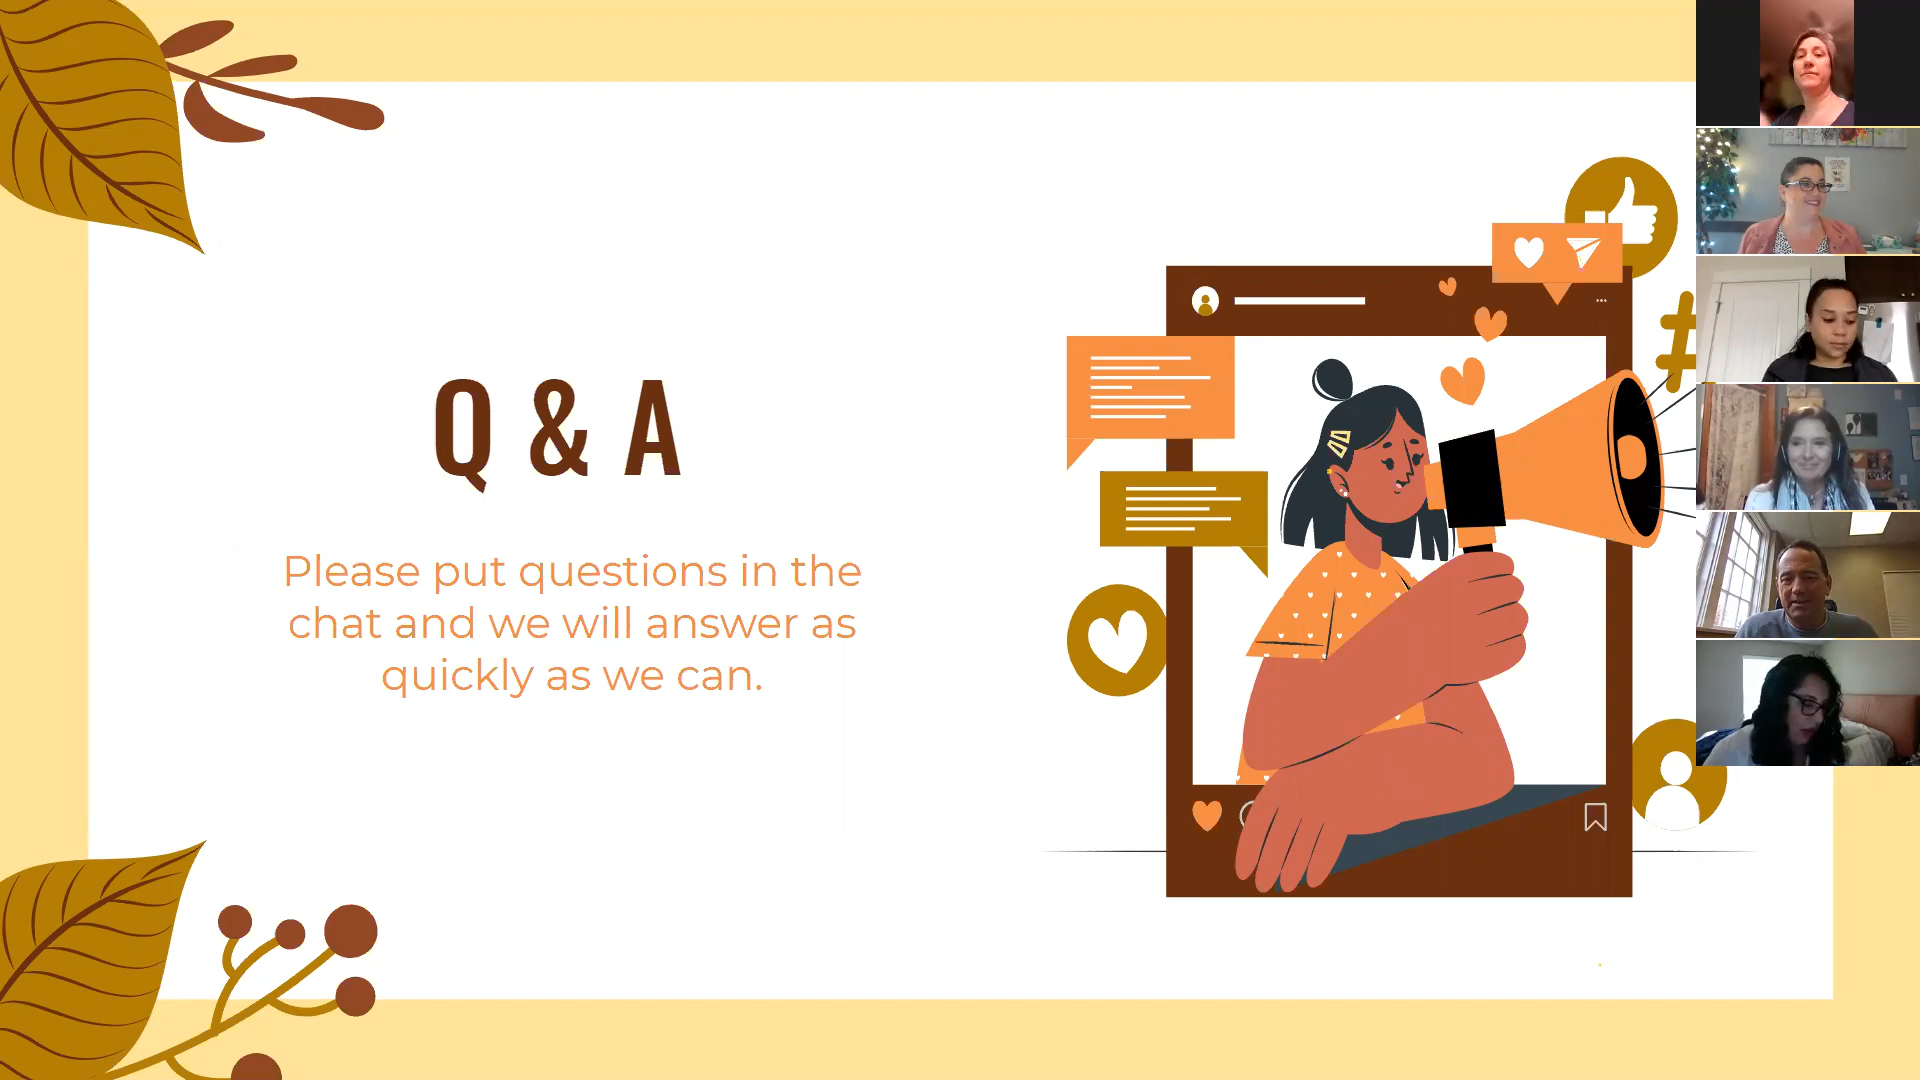 Q & A
Please put questions in the
chat and we will answer as
quickly as we can.
#